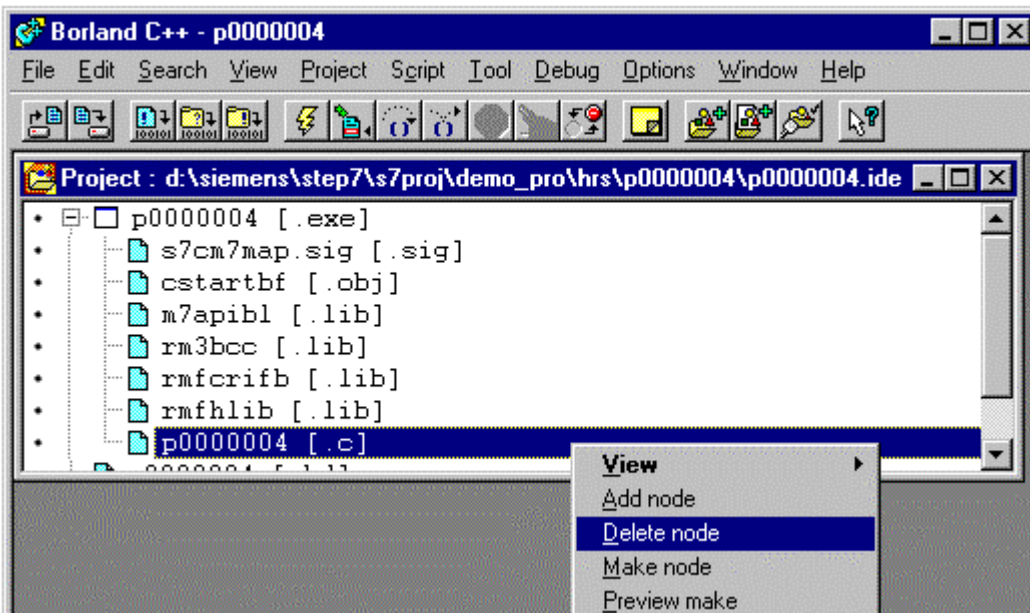 Borland C++ - p0000004
File Edit Search View Project Script Tool Debug Options Window Help
Project : d:\siemens\step7\s7proj\demo_pro\hrs\p0000004\p0000004.ide
p0000004 [.exe]
s7cm7map.sig [.sig]
cstartbf [.obj]
m7apibl [.lib]
rm3bcc [.lib]
rmfcrifb [.lib]
rmfhlib [.lib]
p0000004 [.c]
View
Add node
Delete node
Make node
Preview make